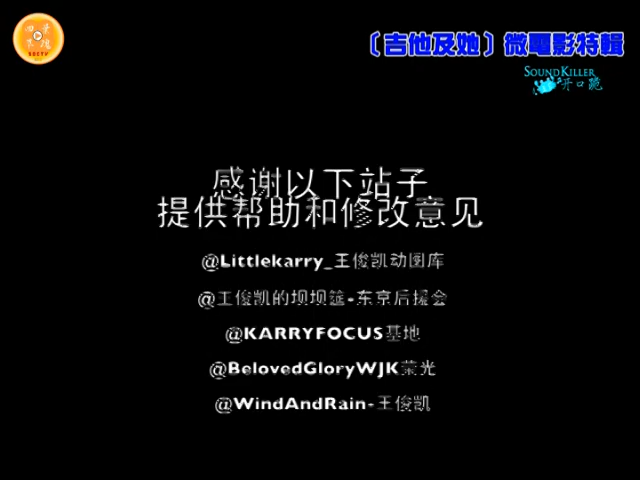 〔吉他及她〕微電影特輯
SOUNDKILLER
开口跪
感谢以下站子
提供帮助和修改意见
@Littlekarry_王俊凯动图库
@王俊凯的坝坝筵-东京后援会
@KARRYFOCUS基地
@BelovedGloryWJK荣光
@WindAndRain-王俊凯